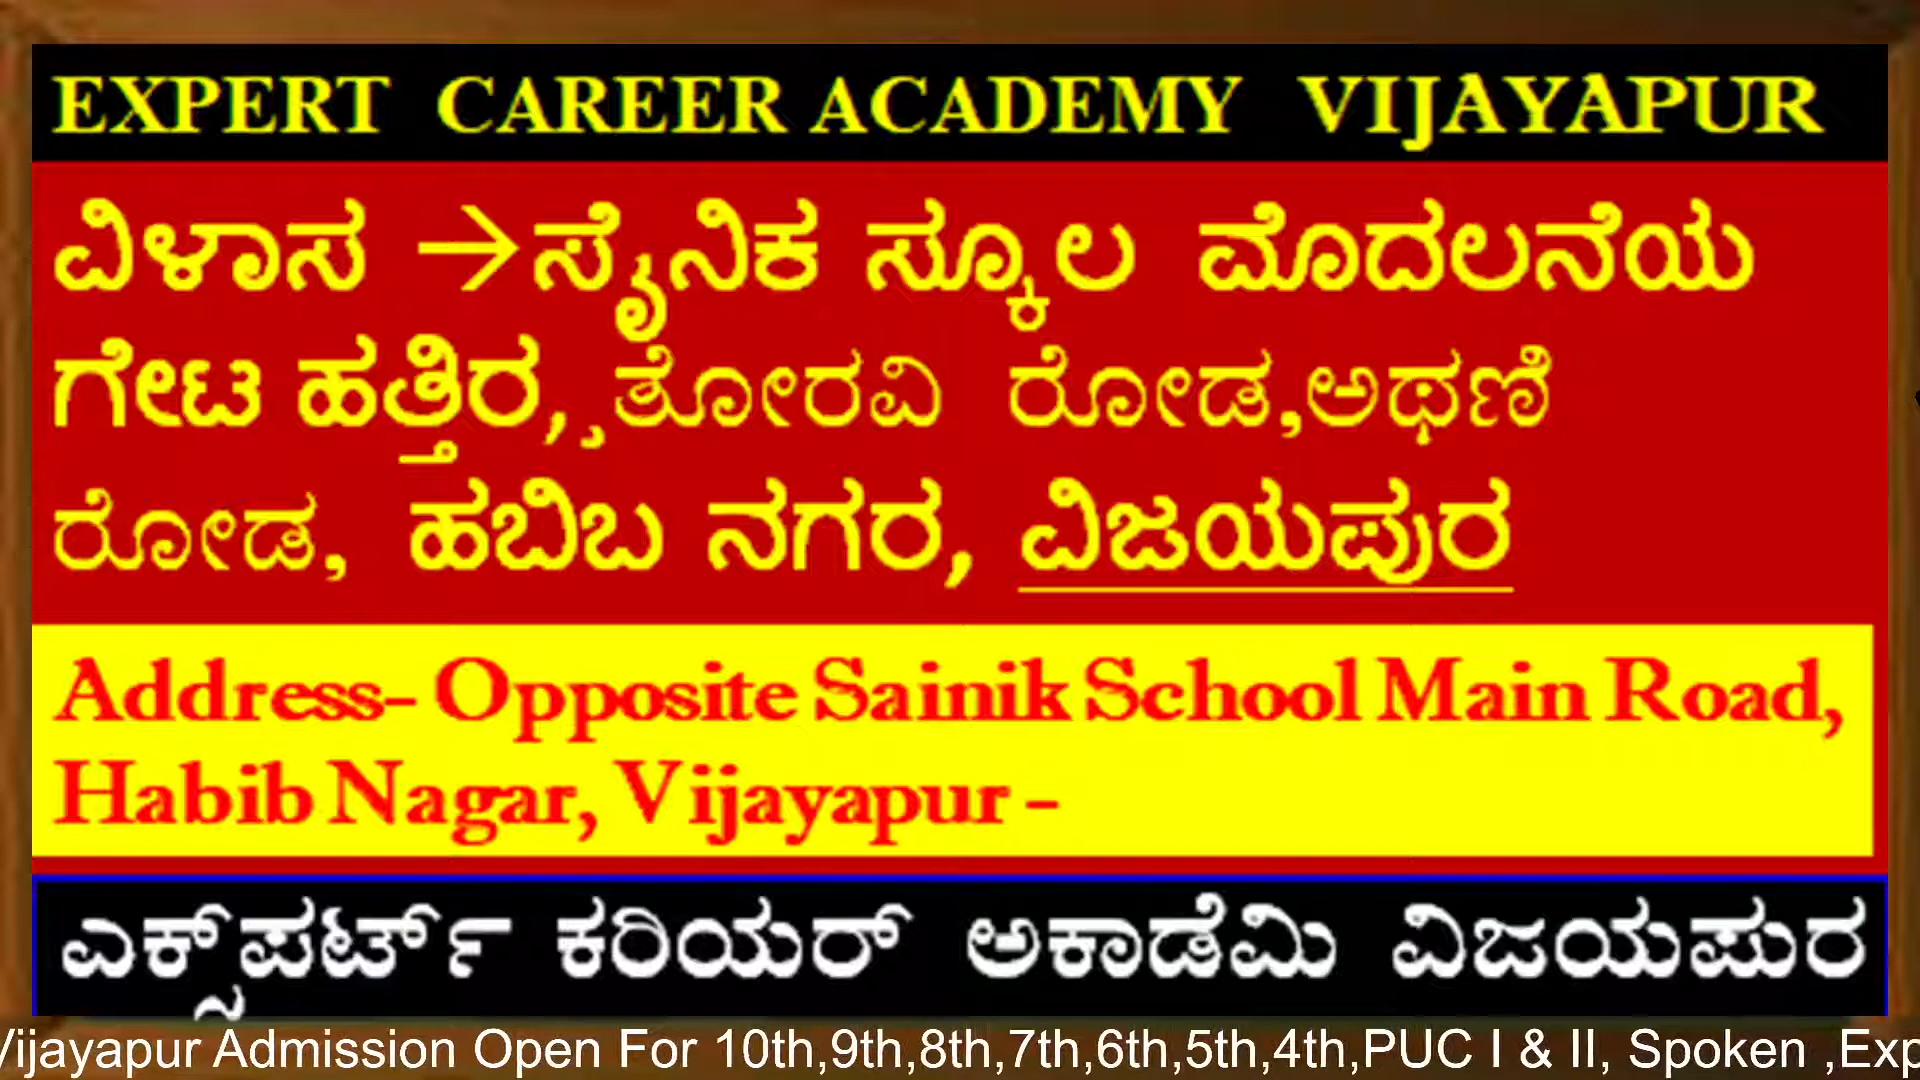 EXPERT CAREER ACADEMY VIJAYAPUR
ವಿಳಾಸ →ಸೈನಿಕ ಸ್ಕೂಲ ಮೊದಲನೆಯ
ಗೇಟ ಹತ್ತಿರ, ,ತೋರವಿ ರೋಡ,ಅಥಣಿ
ರೋಡ, ಹಬಿಬ ನಗರ, ವಿಜಯಪುರ
Address- Opposite Sainik School Main Road,
Habib Nagar, Vijayapur -
ಎಕ್ಸ್‌ಪರ್ಟ್ ಕರಿಯರ್ ಅಕಾಡೆಮಿ ವಿಜಯಪುರ
Vijayapur Admission Open For 10th,9th,8th,7th,6th,5th,4th,PUC I & II, Spoken ,Exp